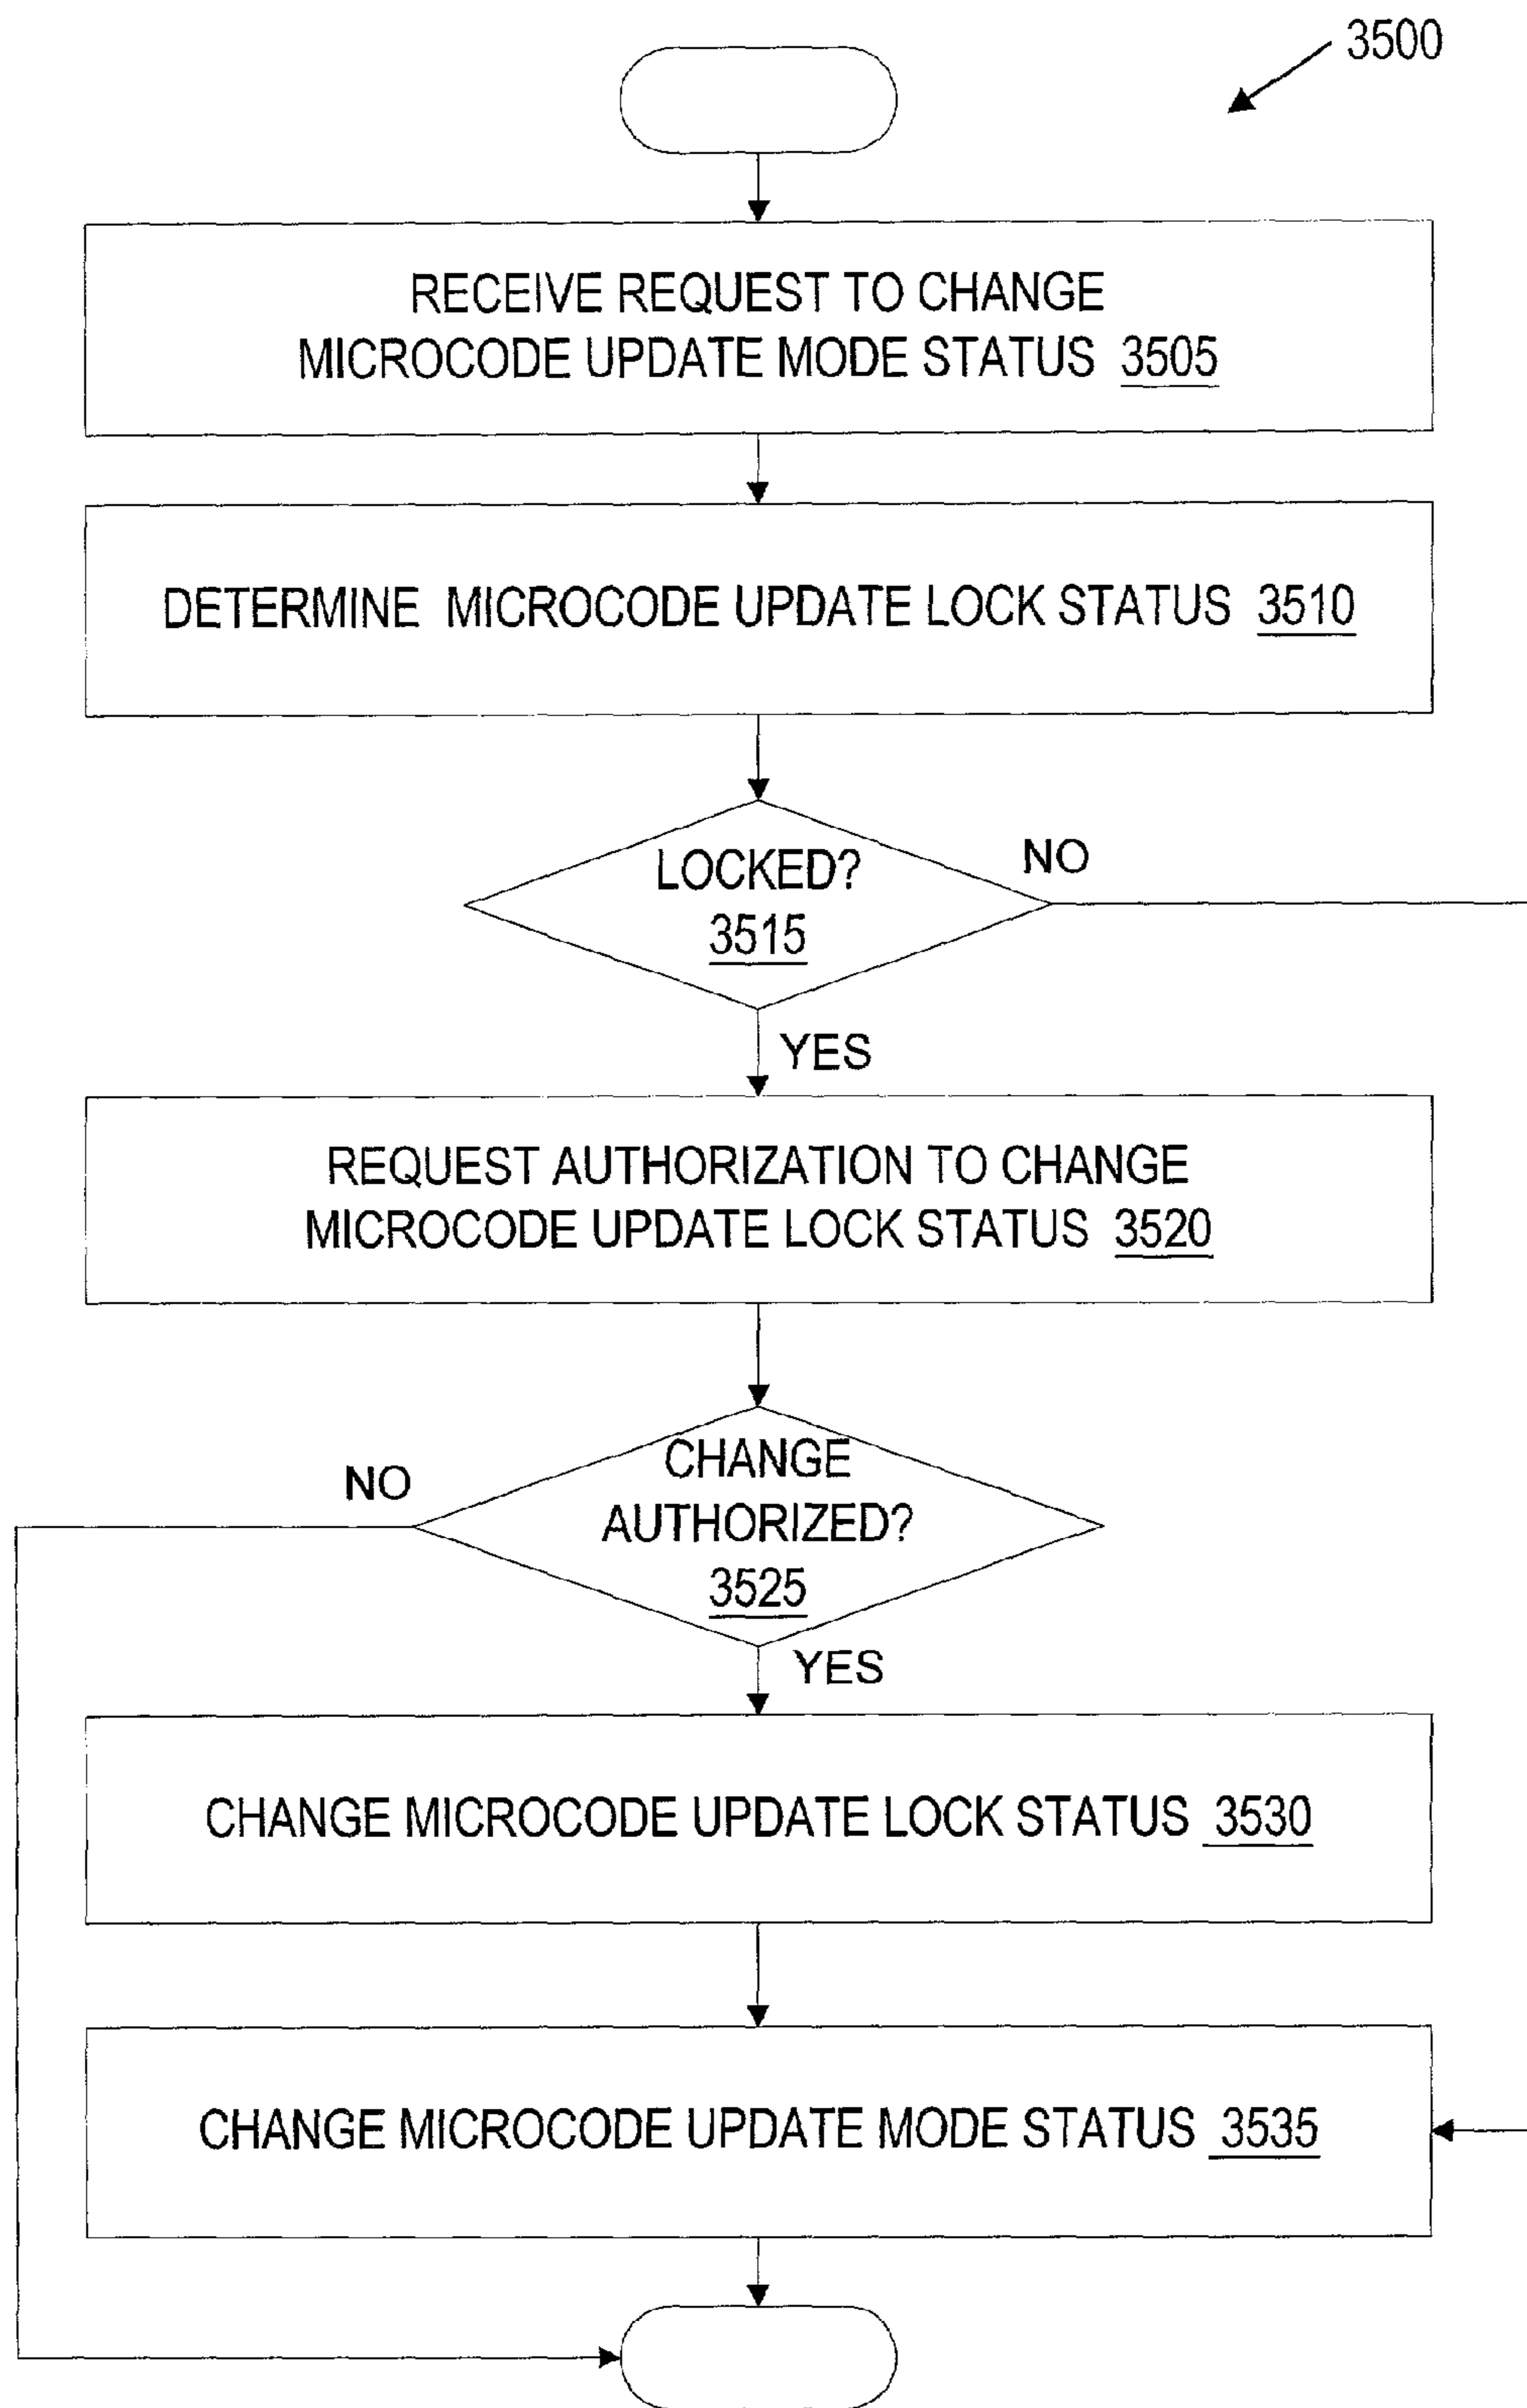 3500
RECEIVE REQUEST TO CHANGE
MICROCODE UPDATE MODE STATUS 3505
DETERMINE MICROCODE UPDATE LOCK STATUS 3510
LOCKED?
3515
NO
YES
REQUEST AUTHORIZATION TO CHANGE
MICROCODE UPDATE LOCK STATUS 3520
CHANGE
AUTHORIZED?
3525
NO
YES
CHANGE MICROCODE UPDATE LOCK STATUS 3530
CHANGE MICROCODE UPDATE MODE STATUS 3535